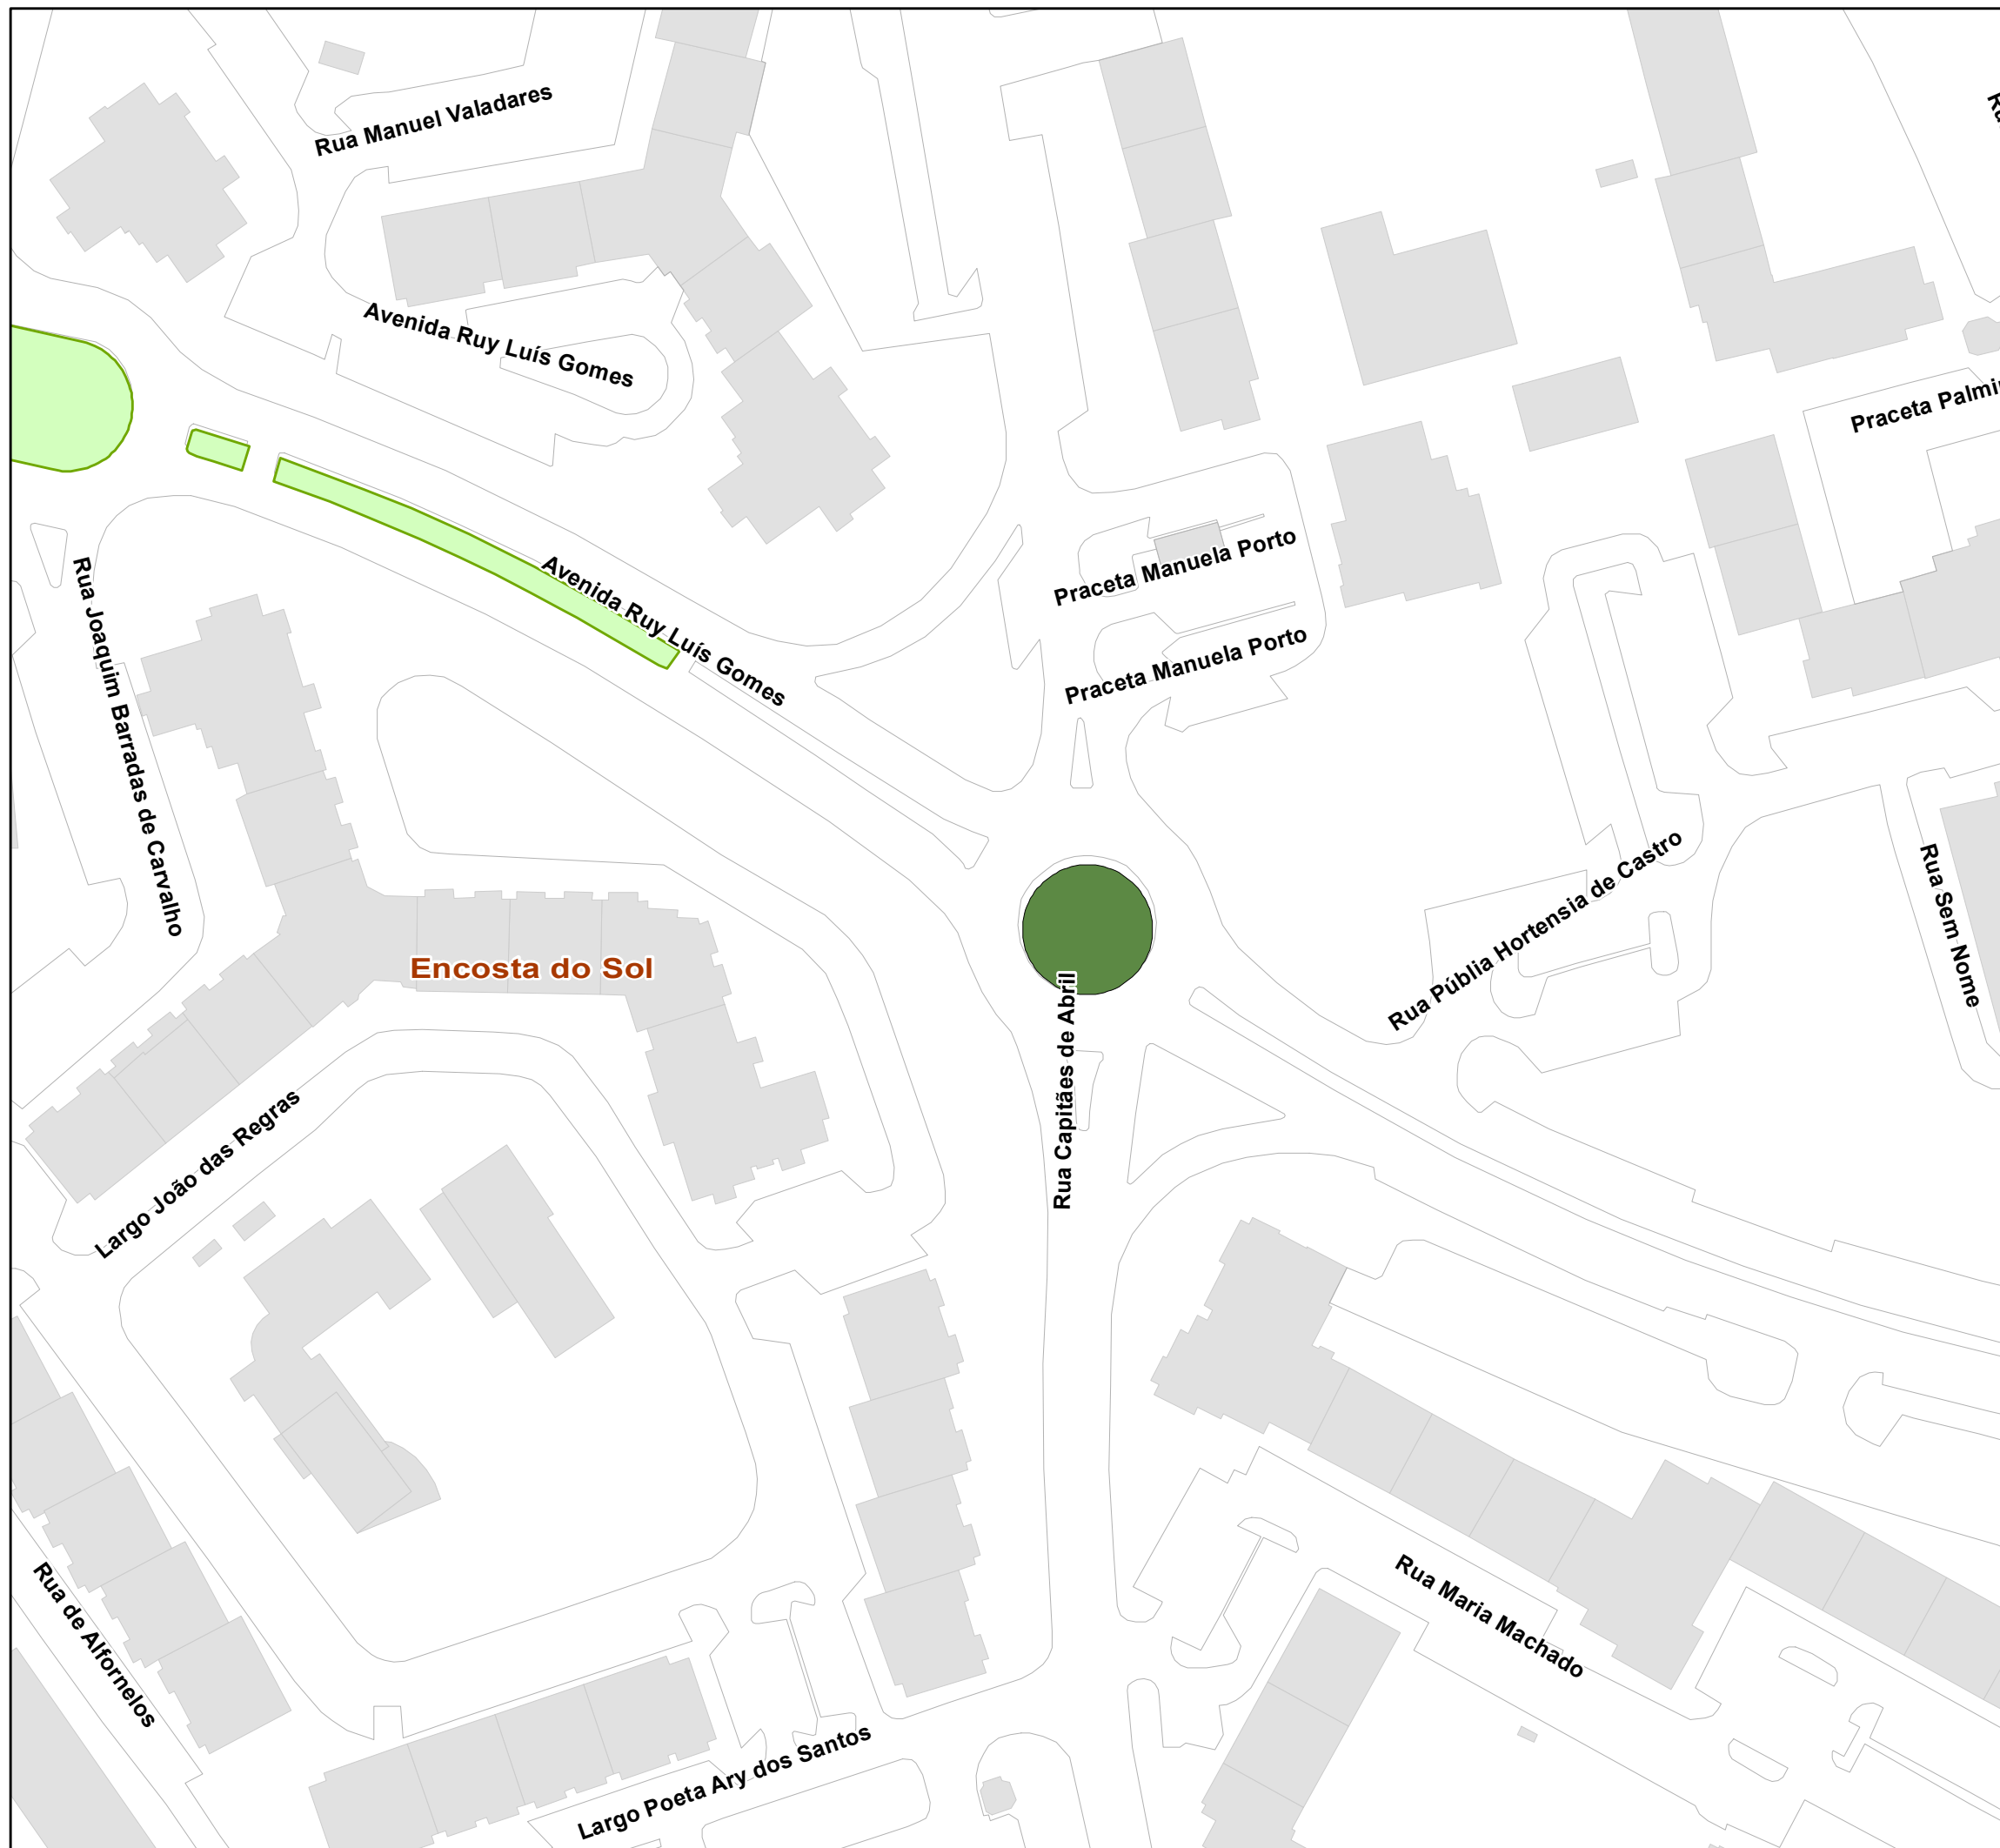 Rua Manuel Valadares
Avenida Ruy Luís Gomes
Praceta
Avenida Ruy Luís Gomes
Praceta Manuela Porto
Praceta Manuela Porto
Rua Joaquim Barradas de Carvalho
Rua Públia Hortensia de Castro
Rua Sem Nome
Encosta do Sol
Rua Capitães de Abril
Largo João das Regras
Rua de Alfornelos
Rua Maria Machado
Largo Poeta Ary dos Santos